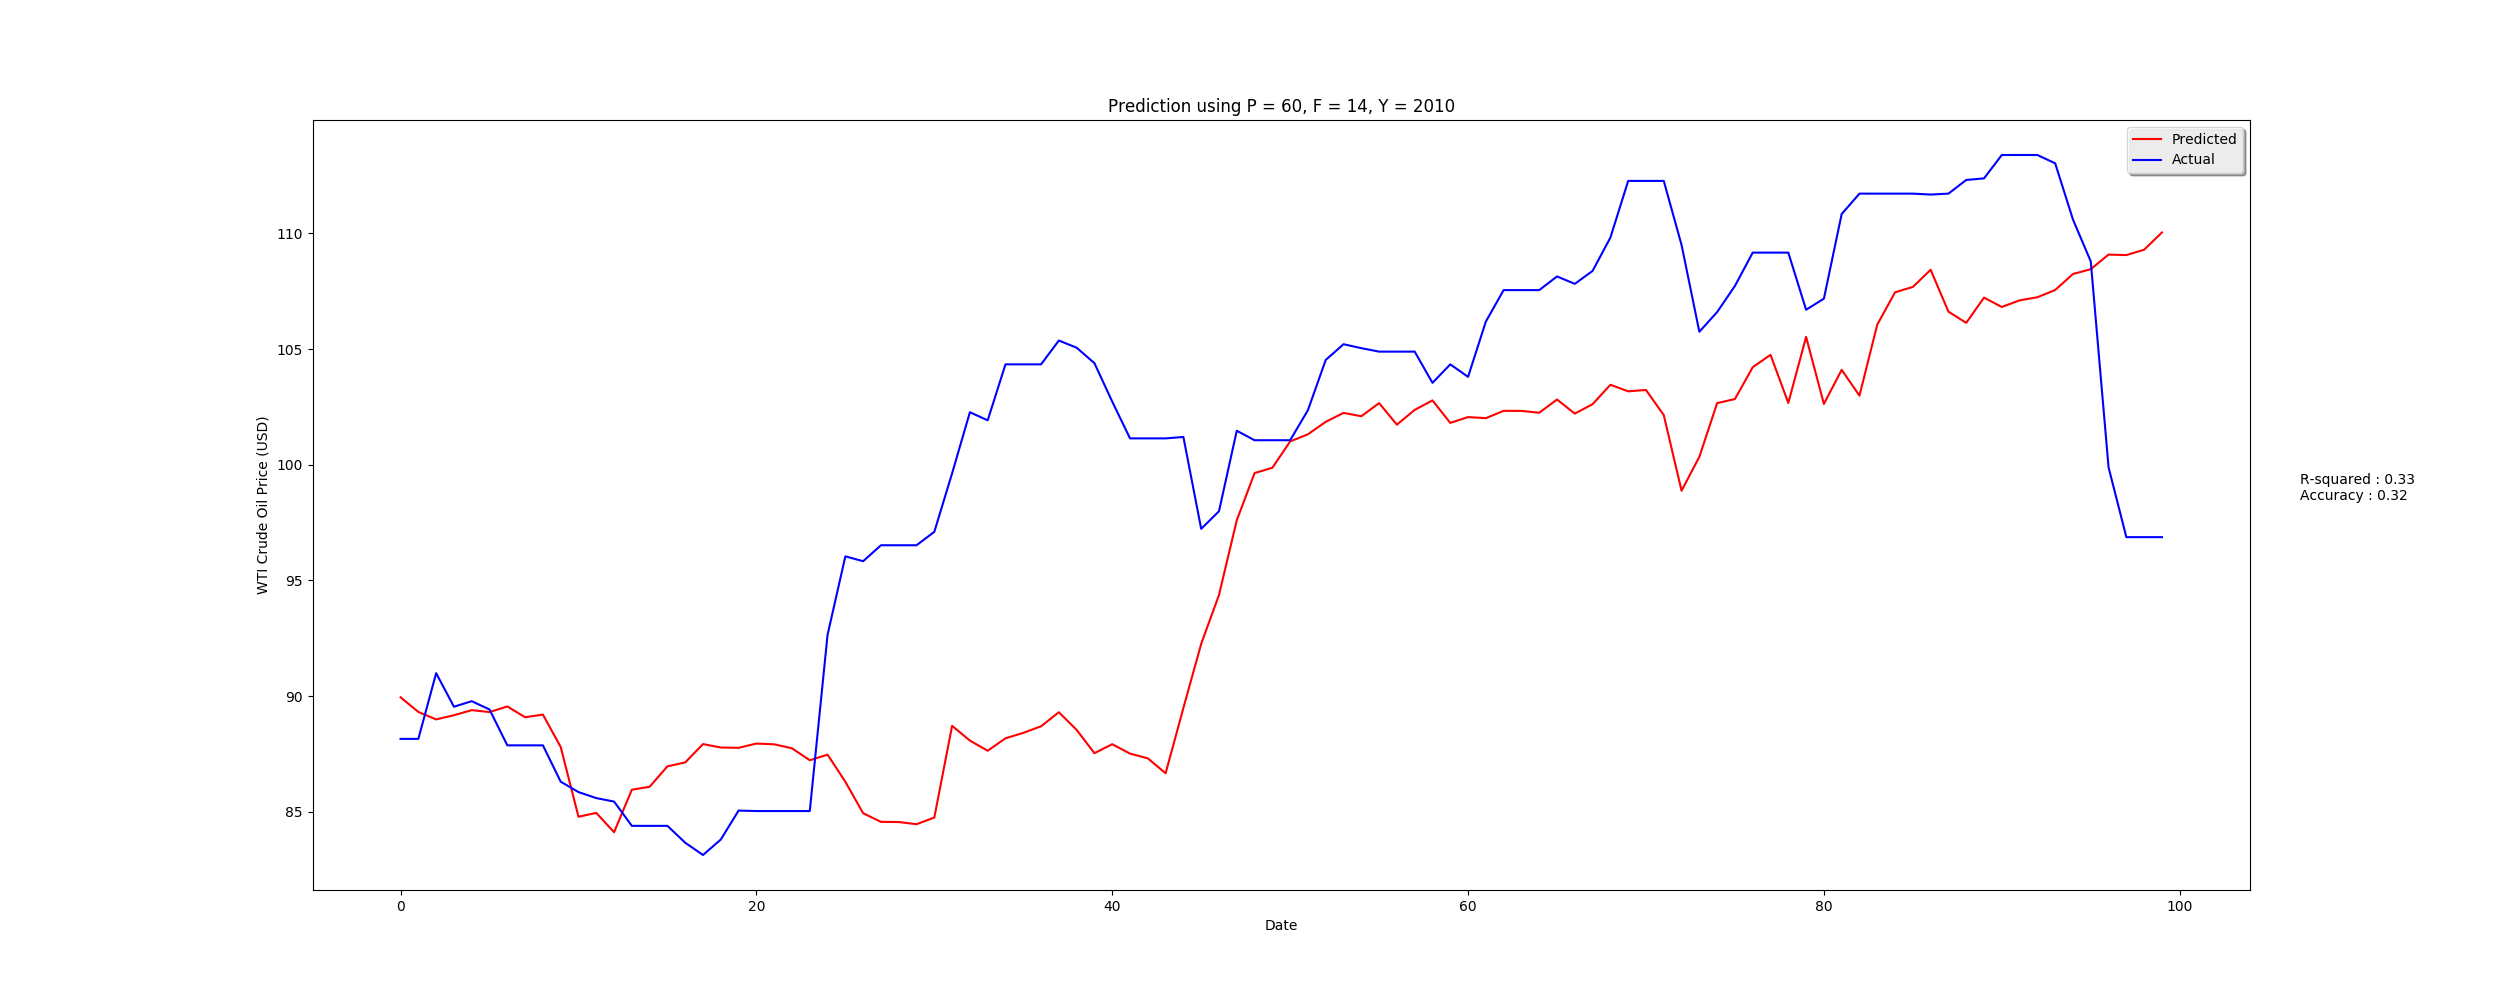 Prediction using P = 60, F = 14, Y = 2010
Predicted
Actual
110
105
100
95
90
85
WTI Crude Oil Price (USD)
R-squared : 0.33
Accuracy : 0.32
0 20 40 60 80 100
Date